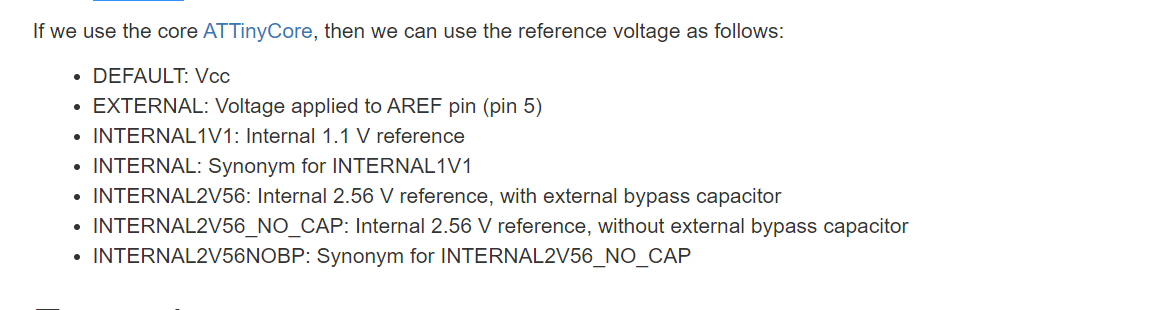 If we use the core ATTinyCore, then we can use the reference voltage as follows:
• DEFAULT: Vcc
• EXTERNAL: Voltage applied to AREF pin (pin 5)
• INTERNAL1V1: Internal 1.1 V reference
• INTERNAL: Synonym for INTERNAL1V1
• INTERNAL2V56: Internal 2.56 V reference, with external bypass capacitor
• INTERNAL2V56_NO_CAP: Internal 2.56 V reference, without external bypass capacitor
• INTERNAL2V56NOBP: Synonym for INTERNAL2V56_NO_CAP